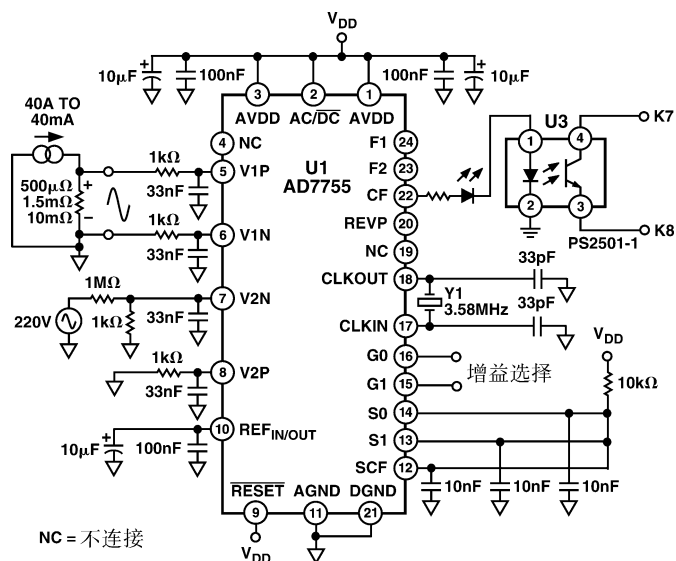 V_DD
10μF
100nF
100nF
10μF
3
2
1
AVDD
AC/DC
AVDD
40A TO
40mA
4 NC
U1
AD7755
F1 24
F2 23
CF 22
REVP 20
NC 19
CLKOUT 18
CLKIN 17
G0 16
G1 15
S0 14
S1 13
SCF 12
500μΩ
1.5mΩ
10mΩ
+
−
1kΩ
5 V1P
33nF
1kΩ
6 V1N
33nF
1MΩ
7 V2N
220V
1kΩ
33nF
1kΩ
8 V2P
33nF
10 REF_IN/OUT
10μF
100nF
RESET
AGND
DGND
9
11
21
V_DD
U3
1
4
2
3
K7
K8
PS2501-1
33pF
Y1
3.58MHz
33pF
增益选择
V_DD
10kΩ
10nF
10nF
10nF
NC = 不连接